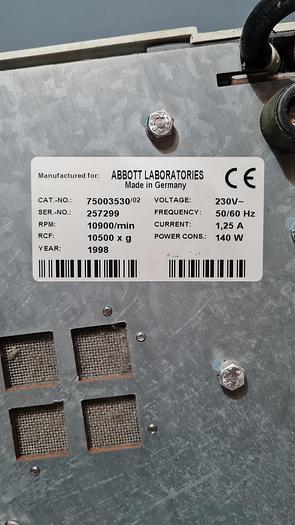 Manufactured for: ABBOTT LABORATORIES
Made in Germany
CE
CAT.-NO.: 75003530/02 VOLTAGE: 230V~
SER.-NO.: 257299 FREQUENCY: 50/60 Hz
RPM: 10900/min CURRENT: 1,25 A
RCF: 10500 x g POWER CONS.: 140 W
YEAR: 1998